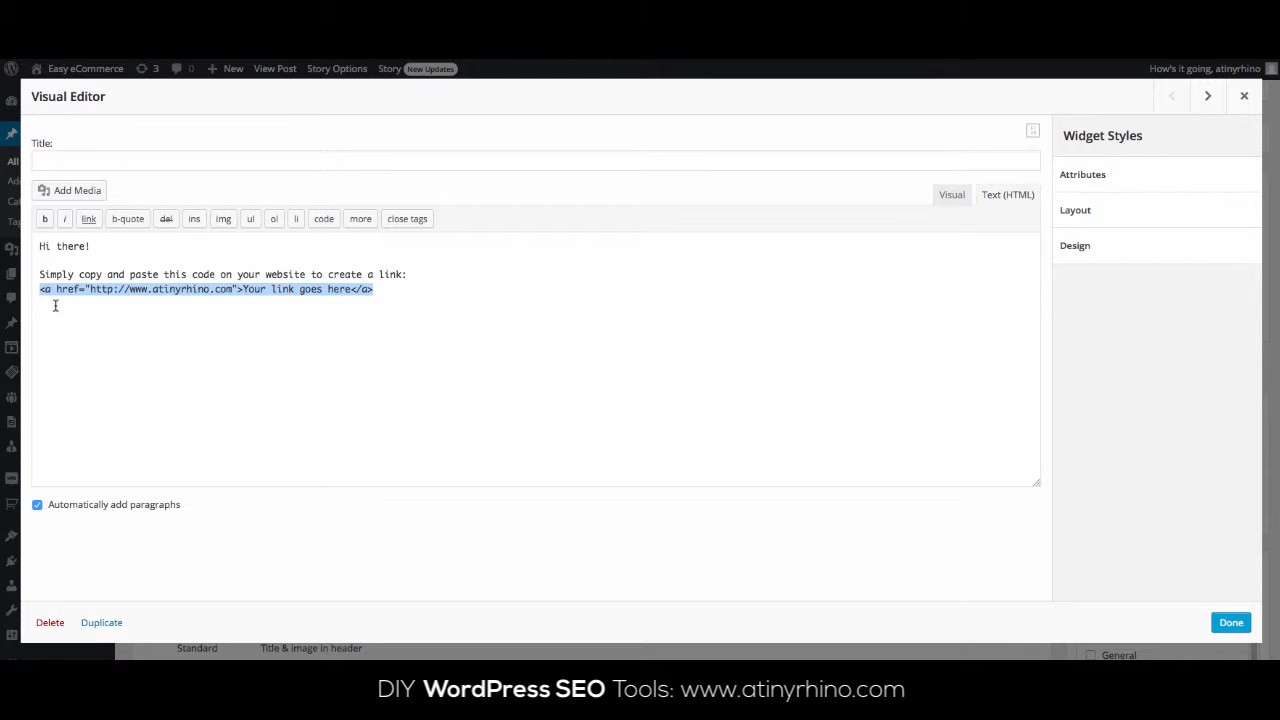 Easy eCommerce 3 0 New View Post Story Options Story New Updates How's it going, atinyrhino
Visual Editor
Widget Styles
Title:
Attributes
Add Media
Visual Text (HTML)
Layout
b i link b-quote del ins img ul ol li code more close tags
Hi there!
Design
Simply copy and paste this code on your website to create a link:
<a href="http://www.atinyrhino.com">Your link goes here</a>
Automatically add paragraphs
Delete Duplicate
Done
Standard Title & image in header
General
DIY WordPress SEO Tools: www.atinyrhino.com